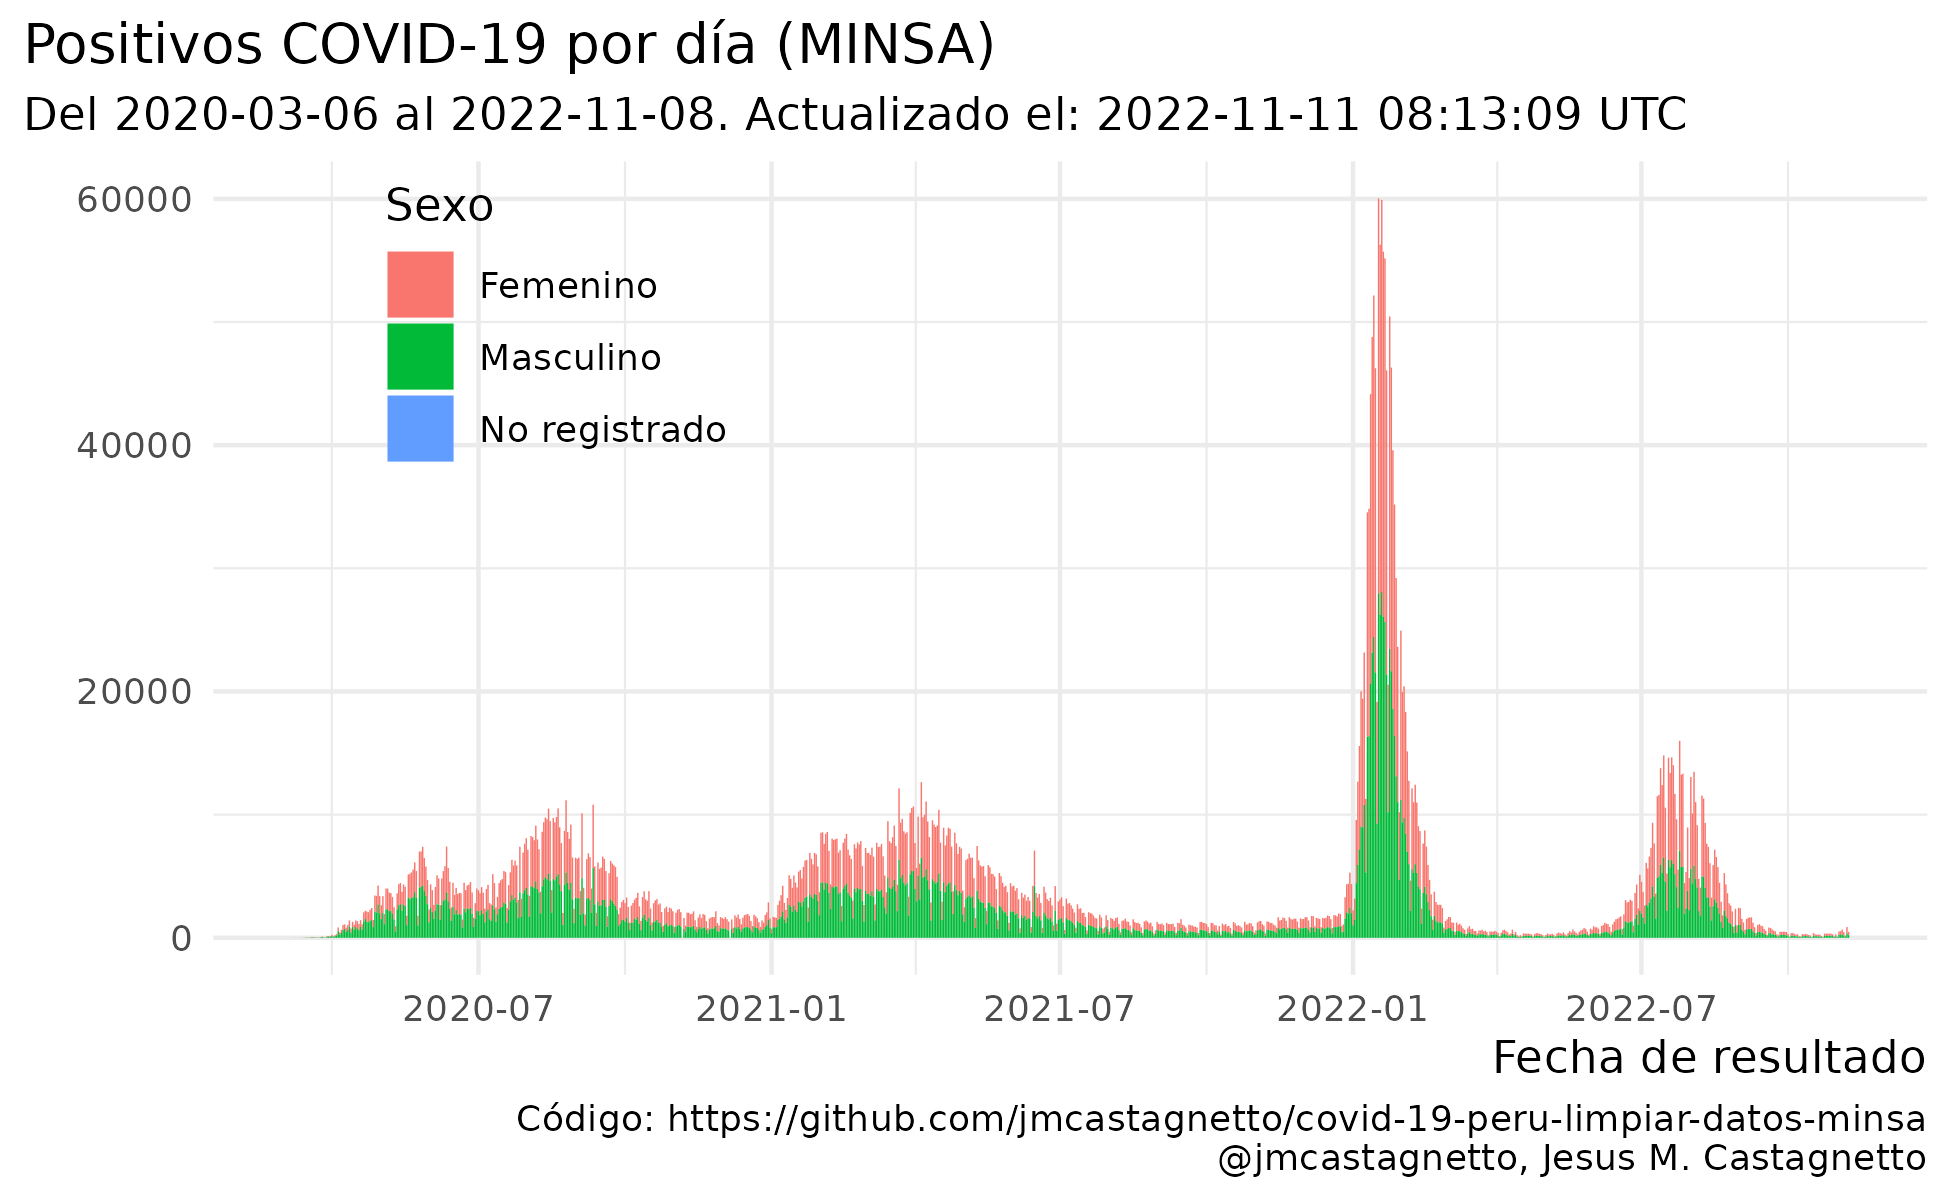 Positivos COVID-19 por día (MINSA)
Del 2020-03-06 al 2022-11-08. Actualizado el: 2022-11-11 08:13:09 UTC
60000
40000
20000
0
Sexo
Femenino
Masculino
No registrado
2020-07 2021-01 2021-07 2022-01 2022-07
Fecha de resultado
Código: https://github.com/jmcastagnetto/covid-19-peru-limpiar-datos-minsa
@jmcastagnetto, Jesus M. Castagnetto